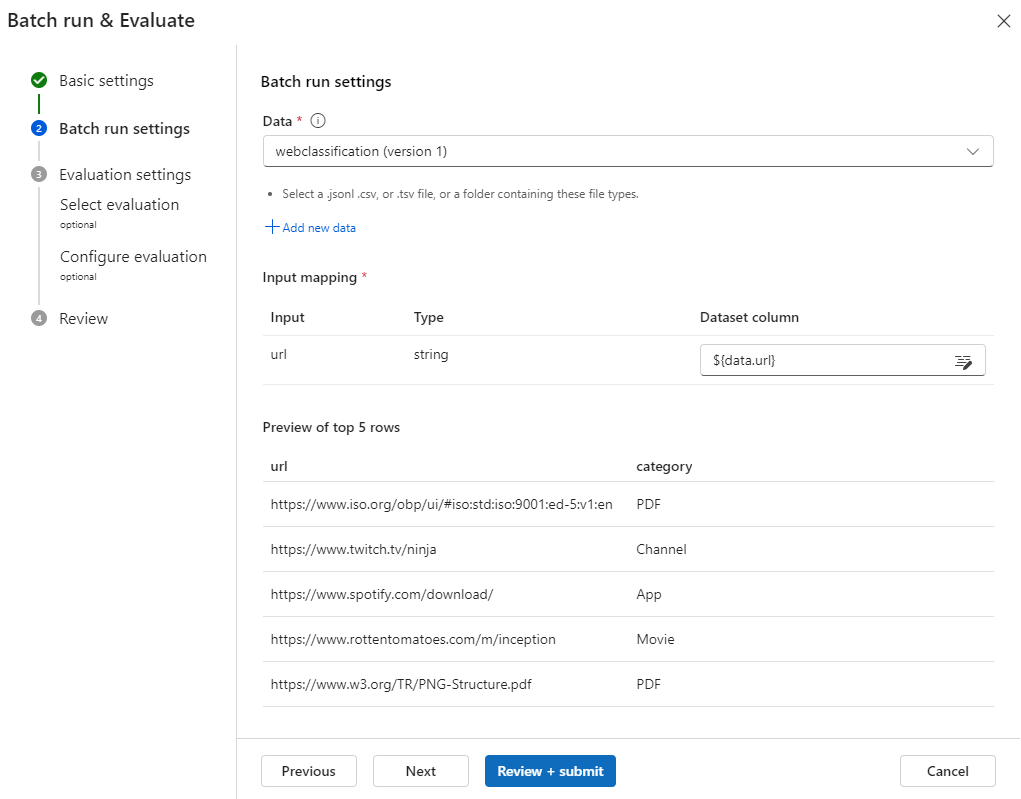 Batch run & Evaluate
Basic settings
2 Batch run settings
3 Evaluation settings
Select evaluation
optional
Configure evaluation
optional
4 Review
Batch run settings
Data *
webclassification (version 1)
• Select a .jsonl .csv, or .tsv file, or a folder containing these file types.
Add new data
Input mapping *
Input Type Dataset column
url string ${data.url}
Preview of top 5 rows
url category
https://www.iso.org/obp/ui/#iso:std:iso:9001:ed-5:v1:en PDF
https://www.twitch.tv/ninja Channel
https://www.spotify.com/download/ App
https://www.rottentomatoes.com/m/inception Movie
https://www.w3.org/TR/PNG-Structure.pdf PDF
Previous Next Review + submit Cancel